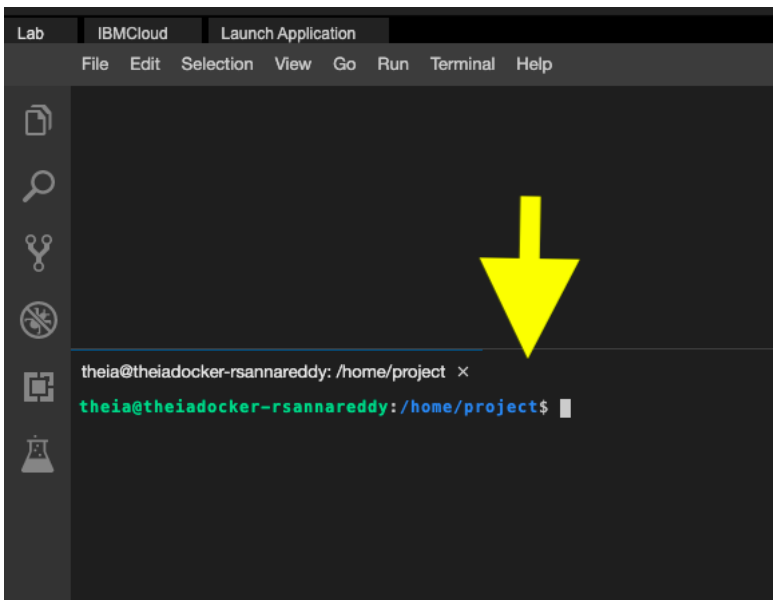 Lab IBMCloud Launch Application
File Edit Selection View Go Run Terminal Help
theia@theiadocker-rsannareddy: /home/project ×
theia@theiadocker-rsannareddy:/home/project$